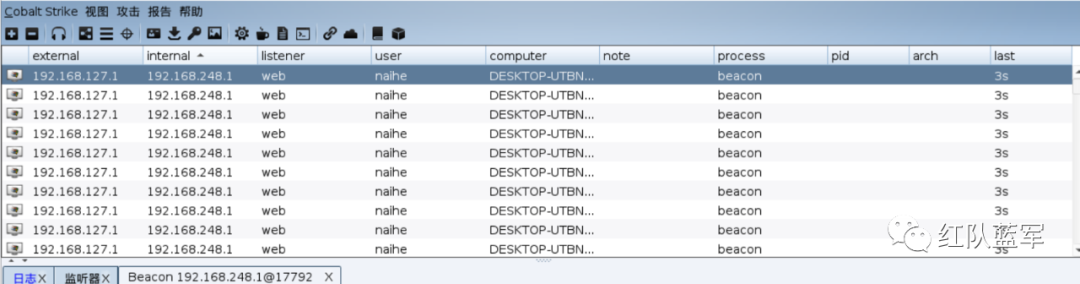 Cobalt Strike 视图 攻击 报告 帮助
external internal listener user computer note process pid arch last
192.168.127.1 192.168.248.1 web naihe DESKTOP-UTBN... beacon 3s
192.168.127.1 192.168.248.1 web naihe DESKTOP-UTBN... beacon 3s
192.168.127.1 192.168.248.1 web naihe DESKTOP-UTBN... beacon 3s
192.168.127.1 192.168.248.1 web naihe DESKTOP-UTBN... beacon 3s
192.168.127.1 192.168.248.1 web naihe DESKTOP-UTBN... beacon 3s
192.168.127.1 192.168.248.1 web naihe DESKTOP-UTBN... beacon 3s
192.168.127.1 192.168.248.1 web naihe DESKTOP-UTBN... beacon 3s
192.168.127.1 192.168.248.1 web naihe DESKTOP-UTBN... beacon 3s
192.168.127.1 192.168.248.1 web naihe DESKTOP-UTBN... beacon 3s
192.168.127.1 192.168.248.1 web naihe DESKTOP-UTBN... beacon 3s
红队蓝军
日志 X 监听器 X Beacon 192.168.248.1@17792 X